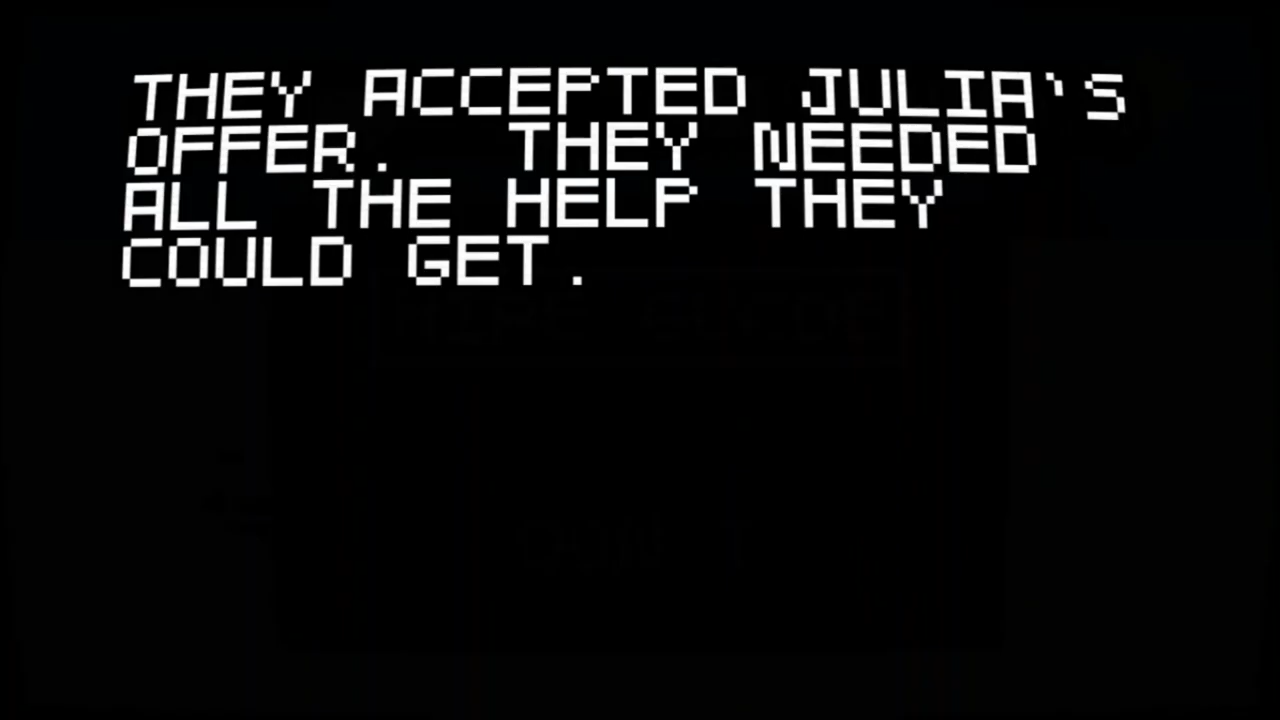 THEY ACCEPTED JULIA'S
OFFER. THEY NEEDED
ALL THE HELP THEY
COULD GET.